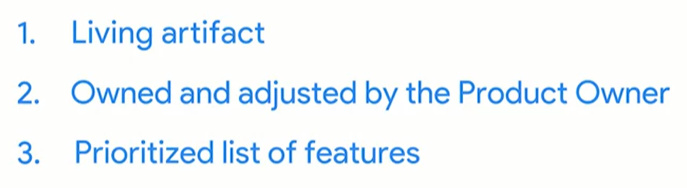 1. Living artifact
2. Owned and adjusted by the Product Owner
3. Prioritized list of features